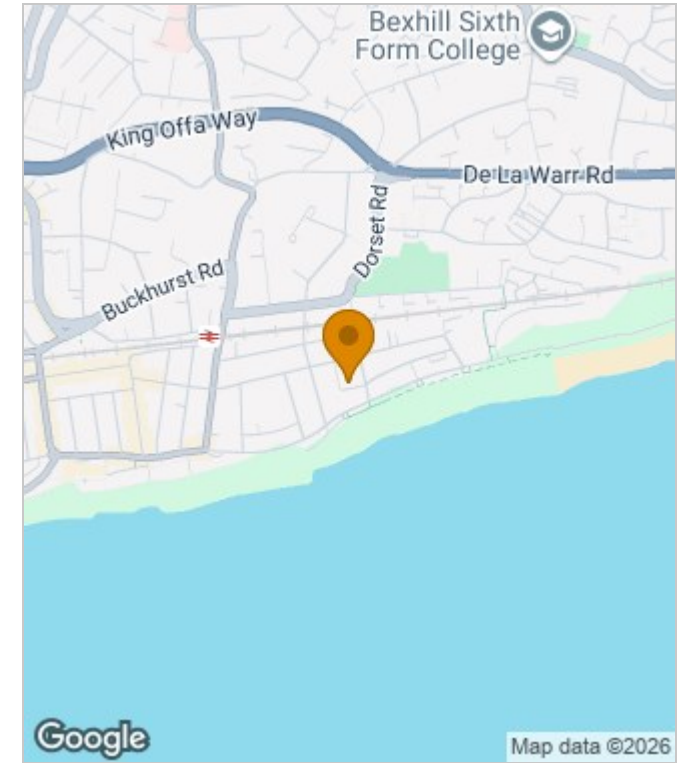 Bexhill Sixth
Form College
King Offa Way
De La Warr Rd
Dorset Rd
Buckhurst Rd
Google
Map data ©2026